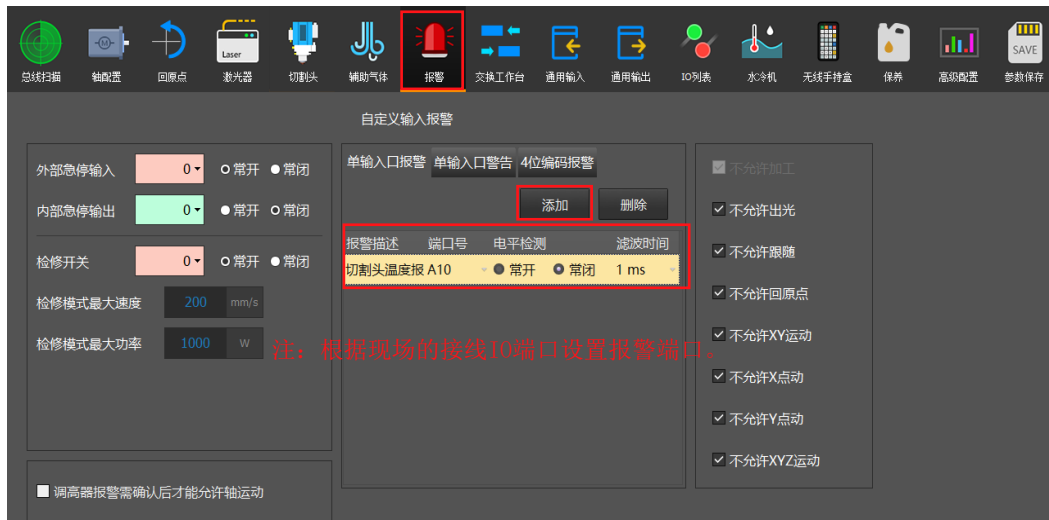 总线扫描 轴配置 回原点 激光器 切割头 辅助气体 报警 交换工作台 通用输入 通用输出 IO列表 水冷机 无线手持盒 保养 高级配置 参数保存
Laser
SAVE
自定义输入报警
外部急停输入 0 常开 常闭
内部急停输出 0 常开 常闭
检修开关 0 常开 常闭
检修模式最大速度 200 mm/s
检修模式最大功率 1000 W
单输入口报警 单输入口警告 4位编码报警
添加 删除
报警描述 端口号 电平检测 滤波时间
切割头温度报 A10 常开 常闭 1 ms
注：根据现场的接线IO端口设置报警端口。
不允许加工
不允许出光
不允许跟随
不允许回原点
不允许XY运动
不允许X点动
不允许Y点动
不允许XYZ运动
调高器报警需确认后才能允许轴运动